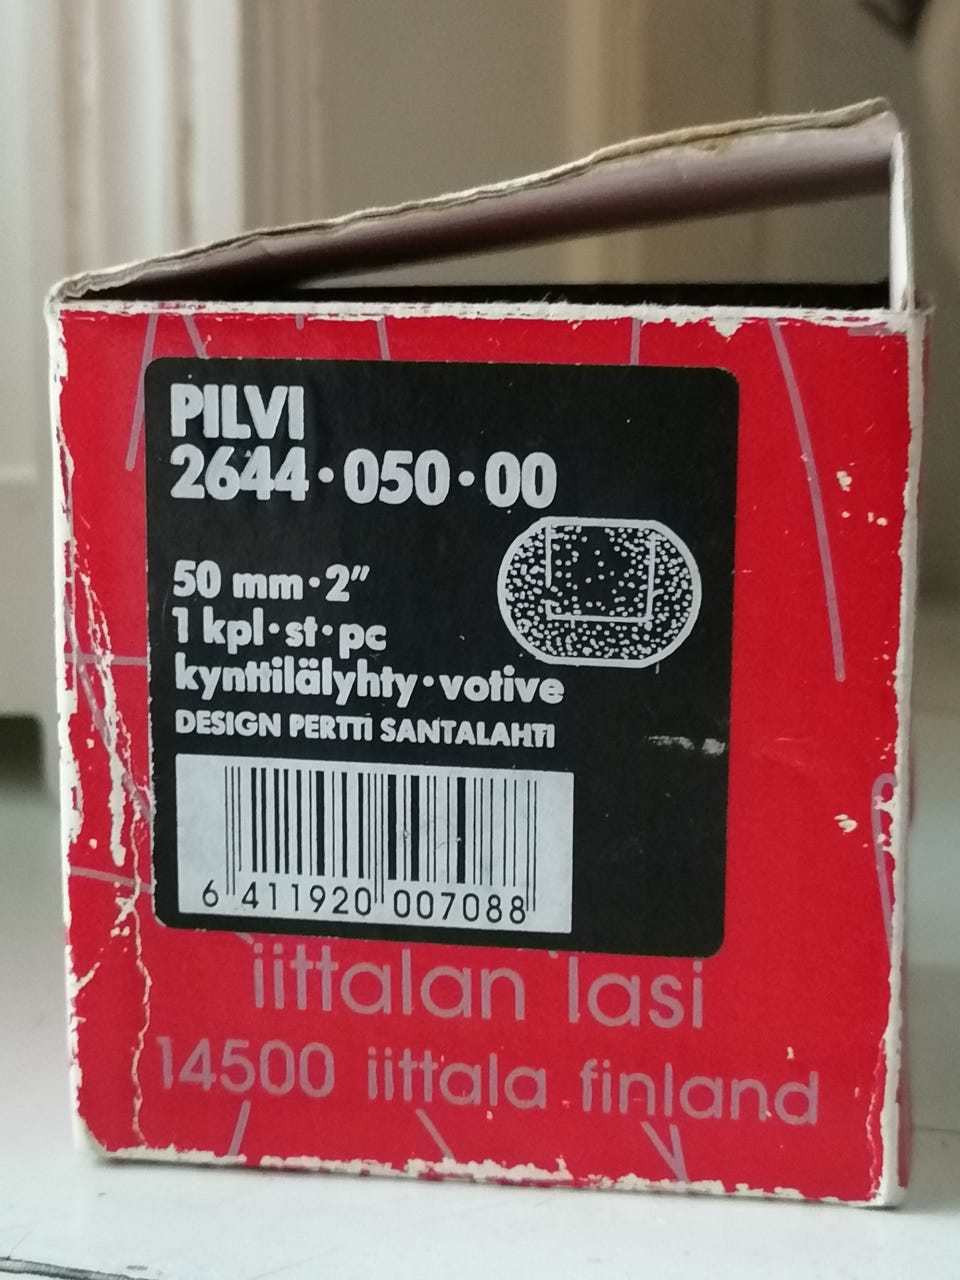 PILVI
2644·050·00
50 mm·2"
1 kpl·st·pc
kynttilälyhty·votive
DESIGN PERTTI SANTALAHTI
6 411920 007088
iittalan lasi
14500 iittala finland